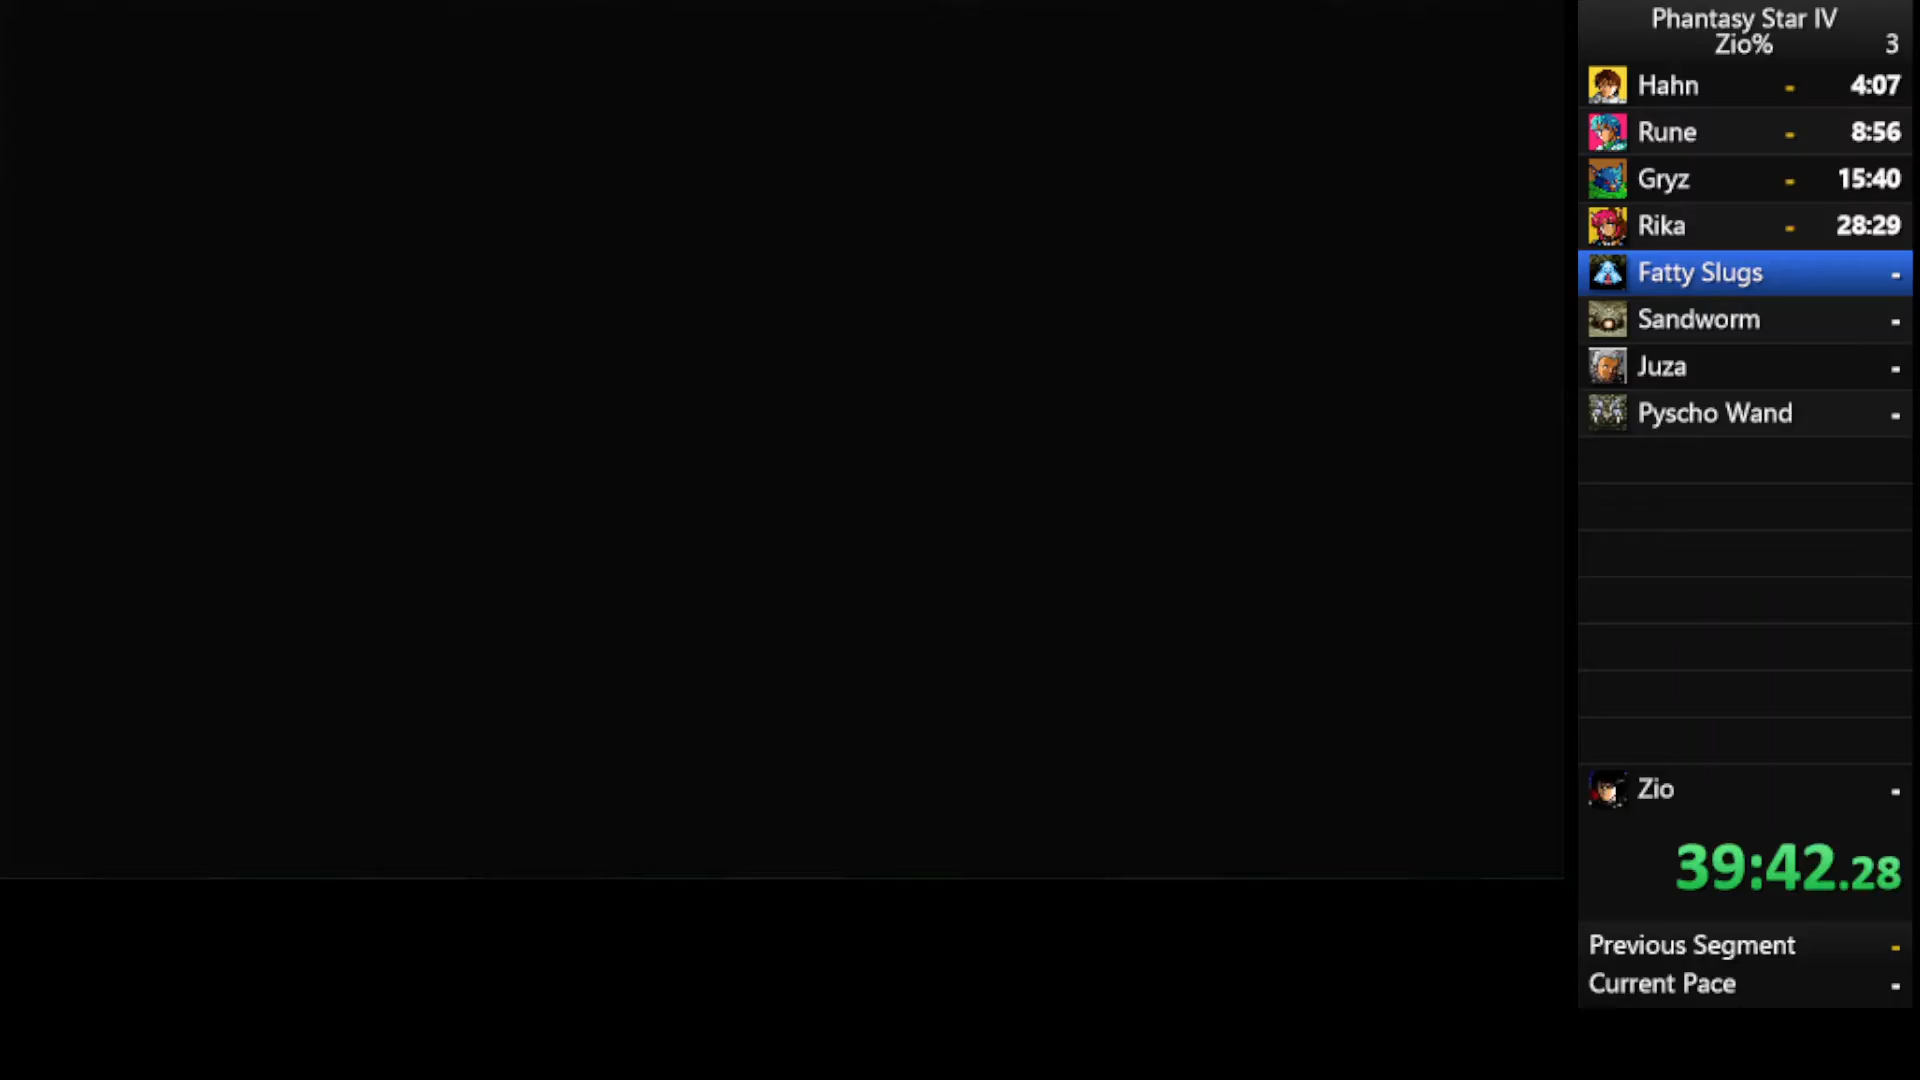 Phantasy Star IV
Zio% 3
Hahn - 4:07
Rune - 8:56
Gryz - 15:40
Rika - 28:29
Fatty Slugs -
Sandworm -
Juza -
Pyscho Wand -
Zio -
39:42.28
Previous Segment -
Current Pace -